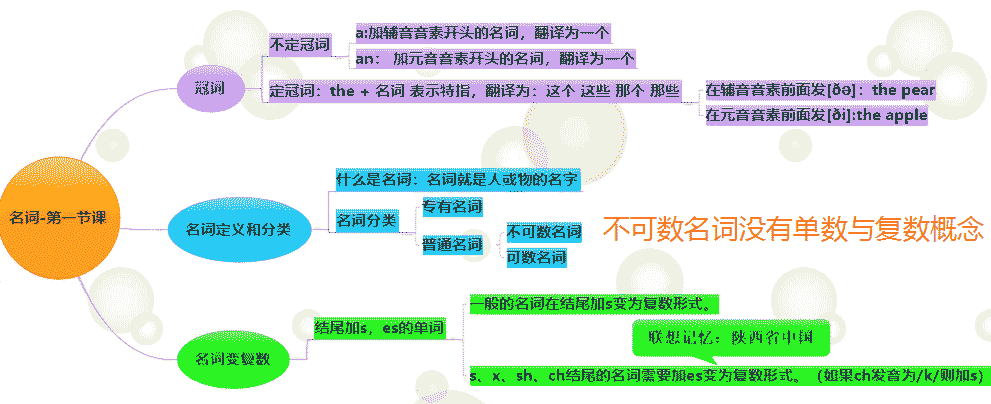 名词-第一节课
冠词
不定冠词
a:加辅音音素开头的名词，翻译为一个
an： 加元音音素开头的名词，翻译为一个
定冠词：the + 名词 表示特指，翻译为：这个 这些 那个 那些
在辅音音素前面发[ðə]：the pear
在元音音素前面发[ði]:the apple
名词定义和分类
什么是名词：名词就是人或物的名字
名词分类
专有名词
普通名词
不可数名词
可数名词
不可数名词没有单数与复数概念
名词变复数
结尾加s，es的单词
一般的名词在结尾加s变为复数形式。
联想记忆：陕西省中国
s、x、sh、ch结尾的名词需要加es变为复数形式。（如果ch发音为/k/则加s）